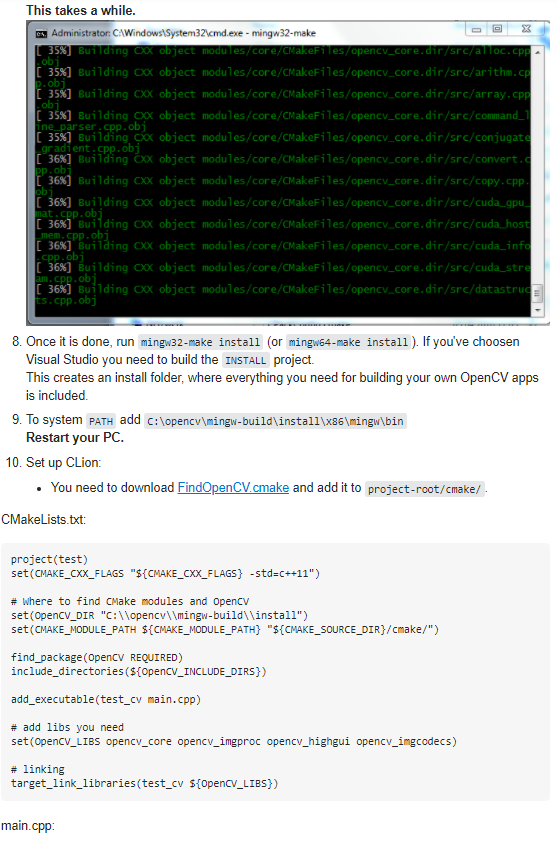 This takes a while.
Administrator: C:\Windows\System32\cmd.exe - mingw32-make
[ 35%] Building CXX object modules/core/CMakeFiles/opencv_core.dir/src/alloc.cpp
.obj
[ 35%] Building CXX object modules/core/CMakeFiles/opencv_core.dir/src/arithm.cp
p.obj
[ 35%] Building CXX object modules/core/CMakeFiles/opencv_core.dir/src/array.cpp
.obj
[ 35%] Building CXX object modules/core/CMakeFiles/opencv_core.dir/src/command_l
ine_parser.cpp.obj
[ 35%] Building CXX object modules/core/CMakeFiles/opencv_core.dir/src/conjugate
_gradient.cpp.obj
[ 36%] Building CXX object modules/core/CMakeFiles/opencv_core.dir/src/convert.c
pp.obj
[ 36%] Building CXX object modules/core/CMakeFiles/opencv_core.dir/src/copy.cpp.
obj
[ 36%] Building CXX object modules/core/CMakeFiles/opencv_core.dir/src/cuda_gpu_
mat.cpp.obj
[ 36%] Building CXX object modules/core/CMakeFiles/opencv_core.dir/src/cuda_host
_mem.cpp.obj
[ 36%] Building CXX object modules/core/CMakeFiles/opencv_core.dir/src/cuda_info
.cpp.obj
[ 36%] Building CXX object modules/core/CMakeFiles/opencv_core.dir/src/cuda_stre
am.cpp.obj
[ 36%] Building CXX object modules/core/CMakeFiles/opencv_core.dir/src/datastruc
ts.cpp.obj
8. Once it is done, run mingw32-make install (or mingw64-make install). If you've choosen
Visual Studio you need to build the INSTALL project.
This creates an install folder, where everything you need for building your own OpenCV apps
is included.
9. To system PATH add C:\opencv\mingw-build\install\x86\mingw\bin
Restart your PC.
10. Set up CLion:
• You need to download FindOpenCV.cmake and add it to project-root/cmake/.
CMakeLists.txt:
project(test)
set(CMAKE_CXX_FLAGS "${CMAKE_CXX_FLAGS} -std=c++11")
# Where to find CMake modules and OpenCV
set(OpenCV_DIR "C:\\opencv\\mingw-build\\install")
set(CMAKE_MODULE_PATH ${CMAKE_MODULE_PATH} "${CMAKE_SOURCE_DIR}/cmake/")
find_package(OpenCV REQUIRED)
include_directories(${OpenCV_INCLUDE_DIRS})
add_executable(test_cv main.cpp)
# add libs you need
set(OpenCV_LIBS opencv_core opencv_imgproc opencv_highgui opencv_imgcodecs)
# linking
target_link_libraries(test_cv ${OpenCV_LIBS})
main.cpp: